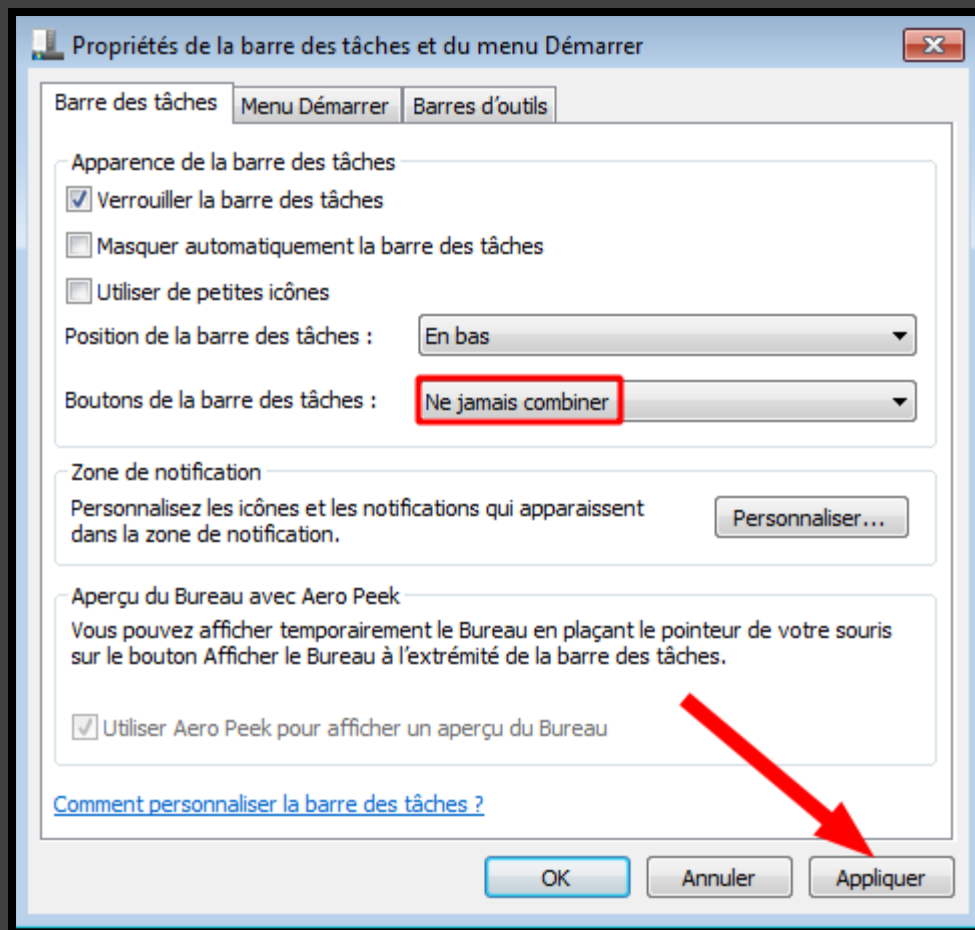 Propriétés de la barre des tâches et du menu Démarrer
Barre des tâches
Menu Démarrer
Barres d'outils
Apparence de la barre des tâches
Verrouiller la barre des tâches
Masquer automatiquement la barre des tâches
Utiliser de petites icônes
Position de la barre des tâches :
En bas
Boutons de la barre des tâches :
Ne jamais combiner
Zone de notification
Personnalisez les icônes et les notifications qui apparaissent
dans la zone de notification.
Personnaliser...
Aperçu du Bureau avec Aero Peek
Vous pouvez afficher temporairement le Bureau en plaçant le pointeur de votre souris
sur le bouton Afficher le Bureau à l'extrémité de la barre des tâches.
Utiliser Aero Peek pour afficher un aperçu du Bureau
Comment personnaliser la barre des tâches ?
OK
Annuler
Appliquer